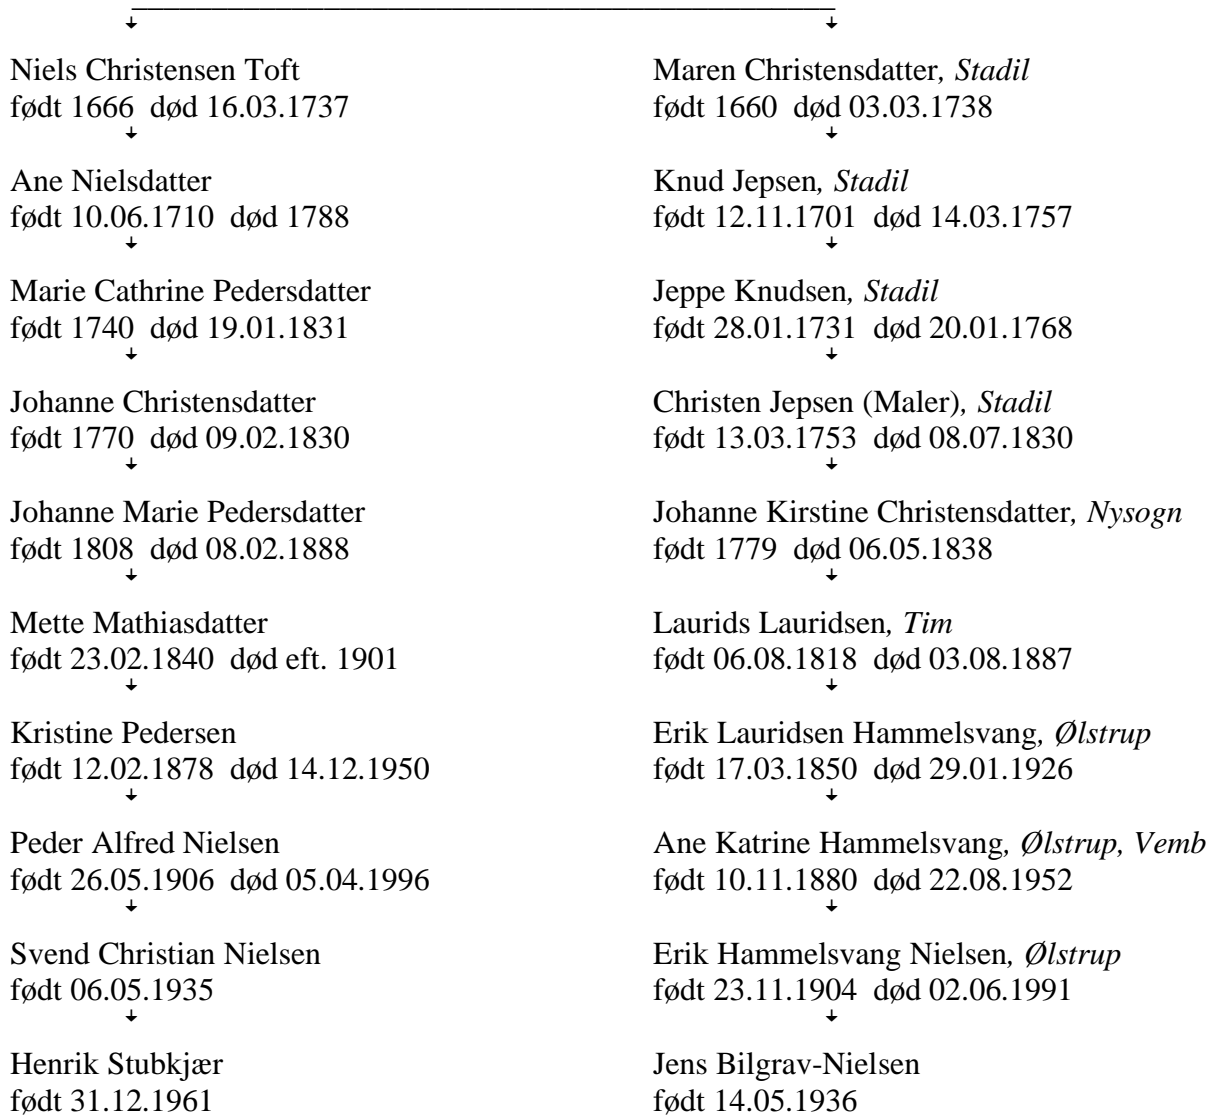 Niels Christensen Toft
født 1666 død 16.03.1737
Ane Nielsdatter
født 10.06.1710 død 1788
Marie Cathrine Pedersdatter
født 1740 død 19.01.1831
Johanne Christensdatter
født 1770 død 09.02.1830
Johanne Marie Pedersdatter
født 1808 død 08.02.1888
Mette Mathiasdatter
født 23.02.1840 død eft. 1901
Kristine Pedersen
født 12.02.1878 død 14.12.1950
Peder Alfred Nielsen
født 26.05.1906 død 05.04.1996
Svend Christian Nielsen
født 06.05.1935
Henrik Stubkjær
født 31.12.1961
Maren Christensdatter, Stadil
født 1660 død 03.03.1738
Knud Jepsen, Stadil
født 12.11.1701 død 14.03.1757
Jeppe Knudsen, Stadil
født 28.01.1731 død 20.01.1768
Christen Jepsen (Maler), Stadil
født 13.03.1753 død 08.07.1830
Johanne Kirstine Christensdatter, Nysogn
født 1779 død 06.05.1838
Laurids Lauridsen, Tim
født 06.08.1818 død 03.08.1887
Erik Lauridsen Hammelsvang, Ølstrup
født 17.03.1850 død 29.01.1926
Ane Katrine Hammelsvang, Ølstrup, Vemb
født 10.11.1880 død 22.08.1952
Erik Hammelsvang Nielsen, Ølstrup
født 23.11.1904 død 02.06.1991
Jens Bilgrav-Nielsen
født 14.05.1936